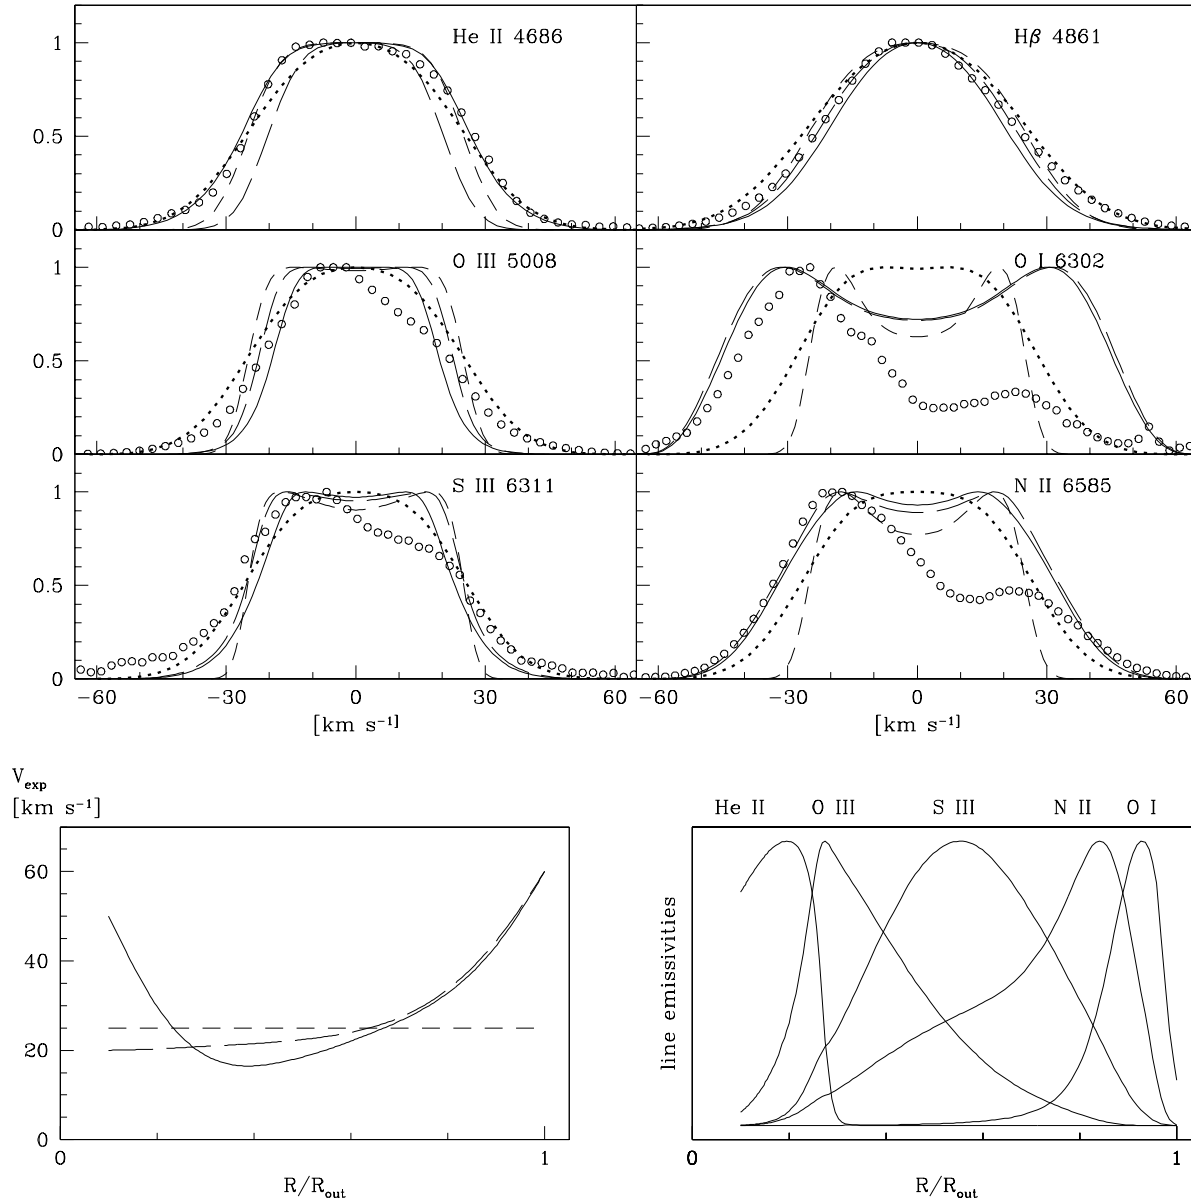 He II 4686
Hβ 4861
1
0.5
0
O III 5008
O I 6302
1
0.5
0
S III 6311
N II 6585
1
0.5
0
−60 −30 0 30 −60 −30 0 30 60
[km s⁻¹] [km s⁻¹]
V_exp
[km s⁻¹]
He II O III S III N II O I
60
40
20
0
line emissivities
0 1 0 1
R/R_out R/R_out